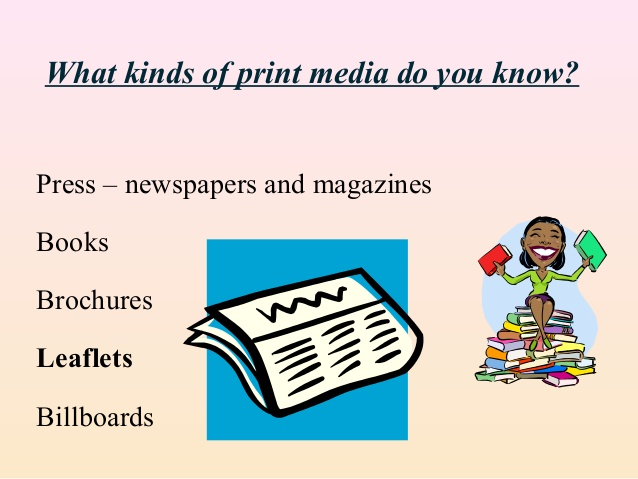 What kinds of print media do you know?
Press – newspapers and magazines
Books
Brochures
Leaflets
Billboards